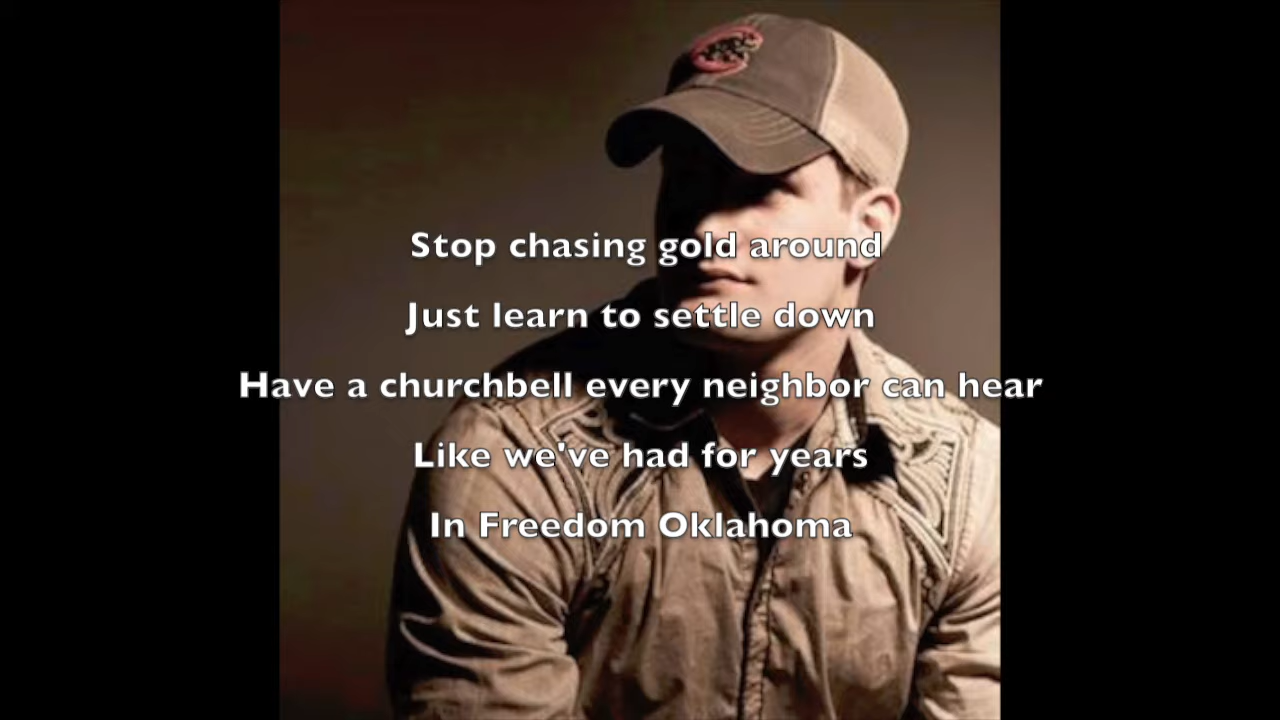 Stop chasing gold around
Just learn to settle down
Have a churchbell every neighbor can hear
Like we've had for years
In Freedom Oklahoma